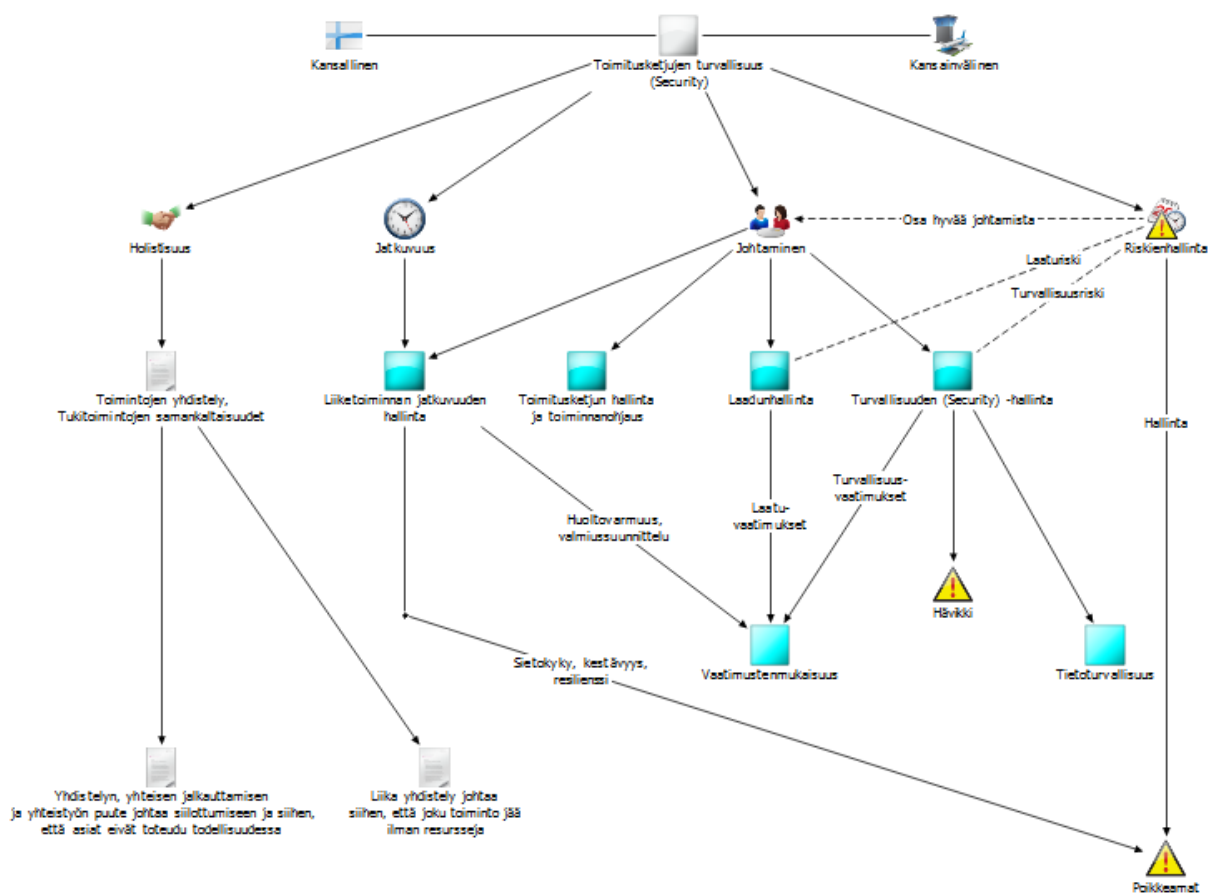 Kansallinen
Toimitusketjujen turvallisuus
(Security)
Kansainvälinen
Holistisuus
Jatkuvuus
Johtaminen
Osa hyvää johtamista
Riskienhallinta
Laaturiski
Turvallisuusriski
Toimintojen yhdistely,
Tukitoimintojen samankaltaisuudet
Liiketoiminnan jatkuvuuden
hallinta
Toimitusketjun hallinta
ja toiminnanohjaus
Laadunhallinta
Turvallisuuden (Security) -hallinta
Hallinta
Huoltovarmuus,
valmiussuunnittelu
Laatu-
vaatimukset
Turvallisuus-
vaatimukset
Hävikki
Sietokyky, kestävyys,
resilienssi
Vaatimustenmukaisuus
Tietoturvallisuus
Yhdistelyn, yhteisen jalkauttamisen
ja yhteistyön puute johtaa siilottumiseen ja siihen,
että asiat eivät toteudu todellisuudessa
Liika yhdistely johtaa
siihen, että joku toiminto jää
ilman resursseja
Poikkeamat